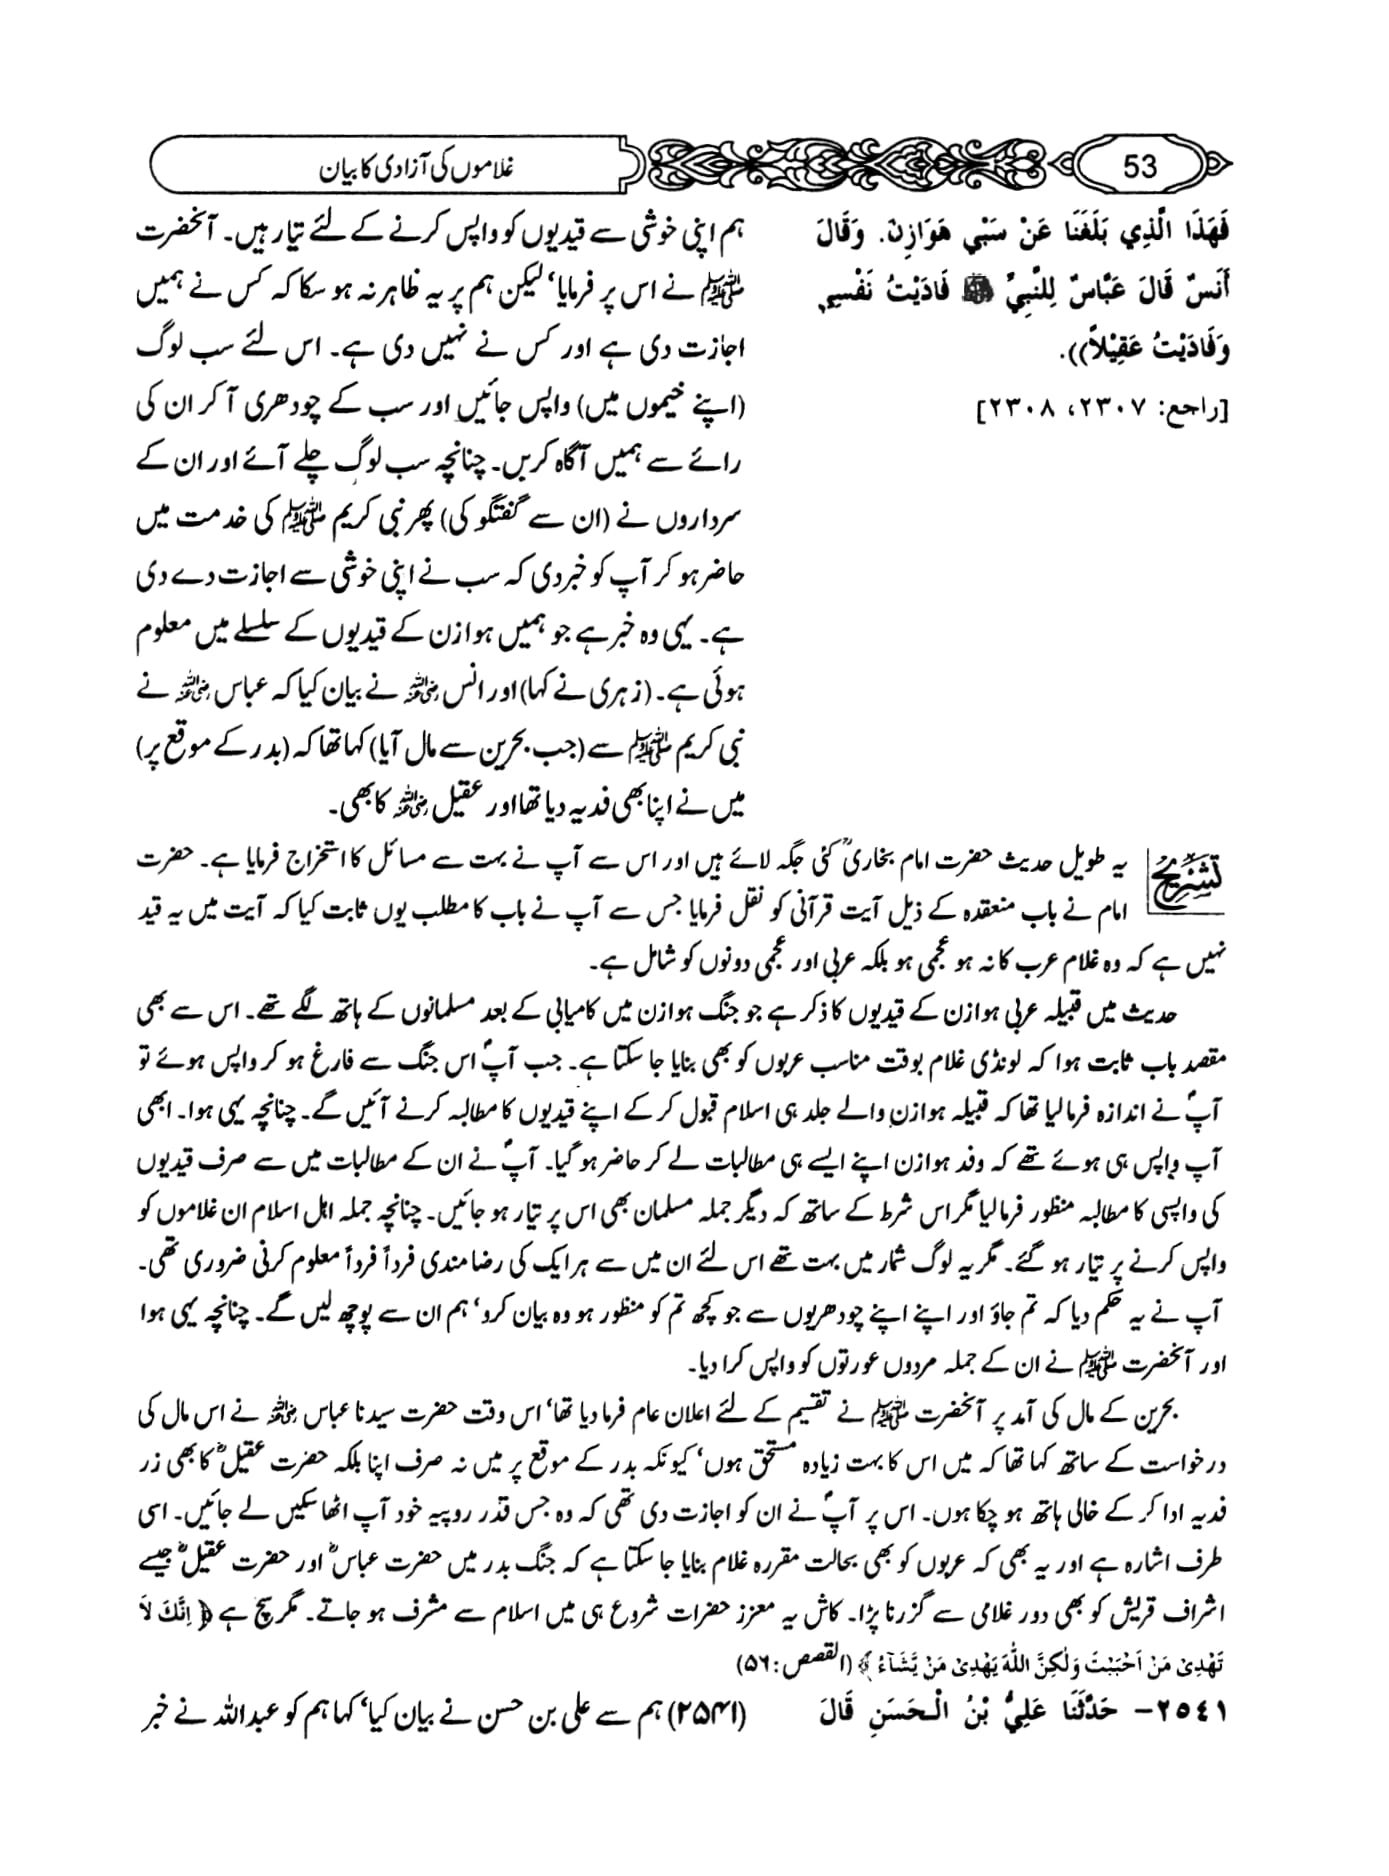 53
غلاموں کی آزادی کا بیان
فَهَذَا الَّذِي بَلَغَنَا عَنْ سَبْيِ هَوَازِنَ. وَقَالَ
أَنَسٌ قَالَ عَبَّاسٌ لِلنَّبِيِّ ﷺ فَادَيْتُ نَفْسِي
وَفَادَيْتُ عَقِيْلاً)).
[راجع: ٢٣٠٧، ٢٣٠٨]
ہم اپنی خوشی سے قیدیوں کو واپس کرنے کے لئے تیار ہیں۔ آنحضرت
ﷺ نے اس پر فرمایا‘ لیکن ہم پر یہ ظاہر نہ ہو سکا کہ کس نے ہمیں
اجازت دی ہے اور کس نے نہیں دی ہے۔ اس لئے سب لوگ
(اپنے خیموں میں) واپس جائیں اور سب کے چودھری آ کر ان کی
رائے سے ہمیں آگاہ کریں۔ چنانچہ سب لوگ چلے آئے اور ان کے
سرداروں نے (ان سے گفتگو کی) پھر نبی کریم ﷺ کی خدمت میں
حاضر ہو کر آپ کو خبر دی کہ سب نے اپنی خوشی سے اجازت دے دی
ہے۔ یہی وہ خبر ہے جو ہمیں ہوازن کے قیدیوں کے سلسلے میں معلوم
ہوئی ہے۔ (زہری نے کہا) اور انس رضی اللہ نے بیان کیا کہ عباس رضی اللہ نے
نبی کریم ﷺ سے (جب بحرین سے مال آیا) کہا تھا کہ (بدر کے موقع پر)
میں نے اپنا بھی فدیہ دیا تھا اور عقیل رضی اللہ کا بھی۔
تشریح
یہ طویل حدیث حضرت امام بخاریؒ کئی جگہ لائے ہیں اور اس سے آپ نے بہت سے مسائل کا استخراج فرمایا ہے۔ حضرت
امام نے باب منعقدہ کے ذیل آیت قرآنی کو نقل فرمایا جس سے آپ نے باب کا مطلب یوں ثابت کیا کہ آیت میں یہ قید
نہیں ہے کہ وہ غلام عرب کا نہ ہو عجمی ہو بلکہ عربی اور عجمی دونوں کو شامل ہے۔
حدیث میں قبیلہ عربی ہوازن کے قیدیوں کا ذکر ہے جو جنگ ہوازن میں کامیابی کے بعد مسلمانوں کے ہاتھ لگے تھے۔ اس سے بھی
مقصد باب ثابت ہوا کہ لونڈی غلام بوقت مناسب عربوں کو بھی بنایا جا سکتا ہے۔ جب آپؐ اس جنگ سے فارغ ہو کر واپس ہوئے تو
آپؐ نے اندازہ فرما لیا تھا کہ قبیلہ ہوازن والے جلد ہی اسلام قبول کر کے اپنے قیدیوں کا مطالبہ کرنے آئیں گے۔ چنانچہ یہی ہوا۔ ابھی
آپ واپس ہی ہوئے تھے کہ وفد ہوازن اپنے ایسے ہی مطالبات لے کر حاضر ہو گیا۔ آپؐ نے ان کے مطالبات میں سے صرف قیدیوں
کی واپسی کا مطالبہ منظور فرما لیا مگر اس شرط کے ساتھ کہ دیگر جملہ مسلمان بھی اس پر تیار ہو جائیں۔ چنانچہ جملہ اہل اسلام ان غلاموں کو
واپس کرنے پر تیار ہو گئے۔ مگر یہ لوگ شمار میں بہت تھے اس لئے ان میں سے ہر ایک کی رضا مندی فرداً فرداً معلوم کرنی ضروری تھی۔
آپ نے یہ حکم دیا کہ تم جاؤ اور اپنے اپنے چودھریوں سے جو کچھ تم کو منظور ہو وہ بیان کرو‘ ہم ان سے پوچھ لیں گے۔ چنانچہ یہی ہوا
اور آنحضرت ﷺ نے ان کے جملہ مردوں عورتوں کو واپس کرا دیا۔
بحرین کے مال کی آمد پر آنحضرت ﷺ نے تقسیم کے لئے اعلان عام فرما دیا تھا‘ اس وقت حضرت سیدنا عباس رضی اللہ نے اس مال کی
درخواست کے ساتھ کہا تھا کہ میں اس کا بہت زیادہ مستحق ہوں‘ کیونکہ بدر کے موقع پر میں نہ صرف اپنا بلکہ حضرت عقیلؓ کا بھی زر
فدیہ ادا کر کے خالی ہاتھ ہو چکا ہوں۔ اس پر آپؐ نے ان کو اجازت دی تھی کہ وہ جس قدر روپیہ خود آپ اٹھا سکیں لے جائیں۔ اسی
طرف اشارہ ہے اور یہ بھی کہ عربوں کو بھی بحالت مقررہ غلام بنایا جا سکتا ہے کہ جنگ بدر میں حضرت عباسؓ اور حضرت عقیلؓ جیسے
اشراف قریش کو بھی دور غلامی سے گزرنا پڑا۔ کاش یہ معزز حضرات شروع ہی میں اسلام سے مشرف ہو جاتے۔ مگر سچ ہے ﴿ اِنَّكَ لاَ
تَهْدِىْ مَنْ اَحْبَبْتَ وَلٰكِنَّ اللّٰهَ يَهْدِىْ مَنْ يَّشَآءُ ﴾ (القصص: ۵۶)
٢٥٤١- حَدَّثَنَا عَلِيُّ بْنُ الْحَسَنِ قَالَ
(۲۵۴۱) ہم سے علی بن حسن نے بیان کیا‘ کہا ہم کو عبداللہ نے خبر